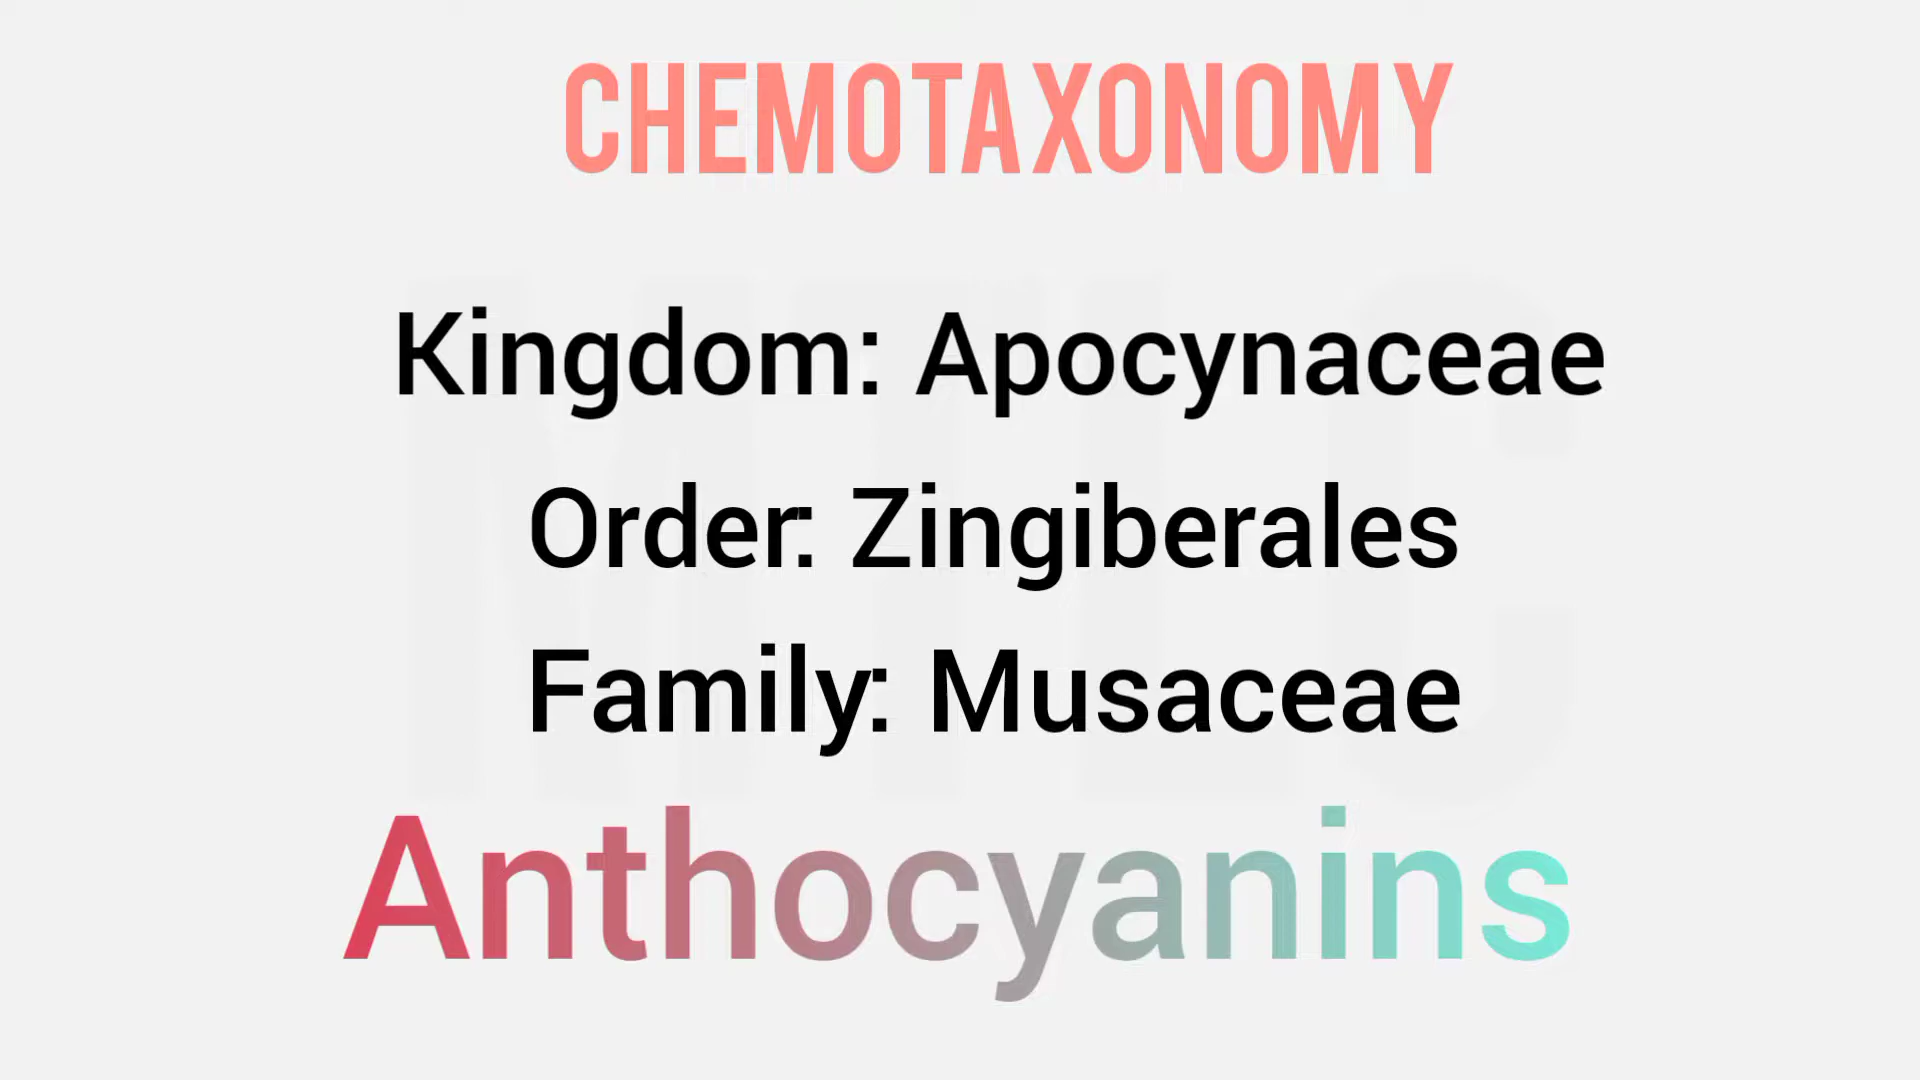 CHEMOTAXONOMY
Kingdom: Apocynaceae
Order: Zingiberales
Family: Musaceae
Anthocyanins